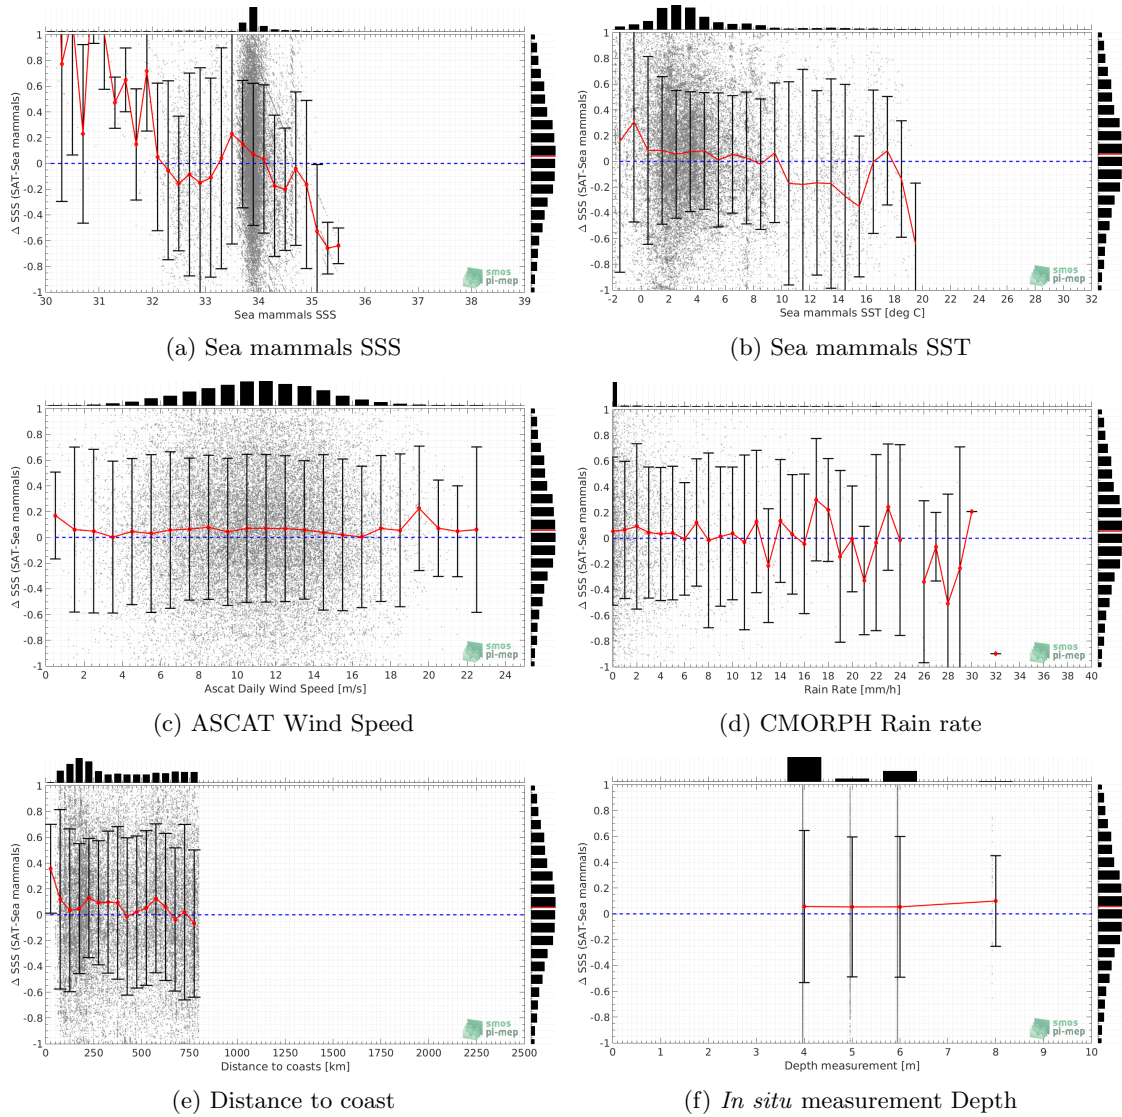 1
0.8
0.6
0.4
0.2
0
-0.2
-0.4
-0.6
-0.8
-1
Δ SSS (SAT-Sea mammals)
30 31 32 33 34 35 36 37 38 39
Sea mammals SSS
smos
pi-mep
(a) Sea mammals SSS
1
0.8
0.6
0.4
0.2
0
-0.2
-0.4
-0.6
-0.8
-1
Δ SSS (SAT-Sea mammals)
-2 0 2 4 6 8 10 12 14 16 18 20 22 24 26 28 30 32
Sea mammals SST [deg C]
smos
pi-mep
(b) Sea mammals SST
1
0.8
0.6
0.4
0.2
0
-0.2
-0.4
-0.6
-0.8
-1
Δ SSS (SAT-Sea mammals)
0 2 4 6 8 10 12 14 16 18 20 22 24
Ascat Daily Wind Speed [m/s]
smos
pi-mep
(c) ASCAT Wind Speed
1
0.8
0.6
0.4
0.2
0
-0.2
-0.4
-0.6
-0.8
-1
Δ SSS (SAT-Sea mammals)
0 2 4 6 8 10 12 14 16 18 20 22 24 26 28 30 32 34 36 38 40
Rain Rate [mm/h]
smos
pi-mep
(d) CMORPH Rain rate
1
0.8
0.6
0.4
0.2
0
-0.2
-0.4
-0.6
-0.8
-1
Δ SSS (SAT-Sea mammals)
0 250 500 750 1000 1250 1500 1750 2000 2250 2500
Distance to coasts [km]
smos
pi-mep
(e) Distance to coast
1
0.8
0.6
0.4
0.2
0
-0.2
-0.4
-0.6
-0.8
-1
Δ SSS (SAT-Sea mammals)
0 1 2 3 4 5 6 7 8 9 10
Depth measurement [m]
smos
pi-mep
(f) In situ measurement Depth